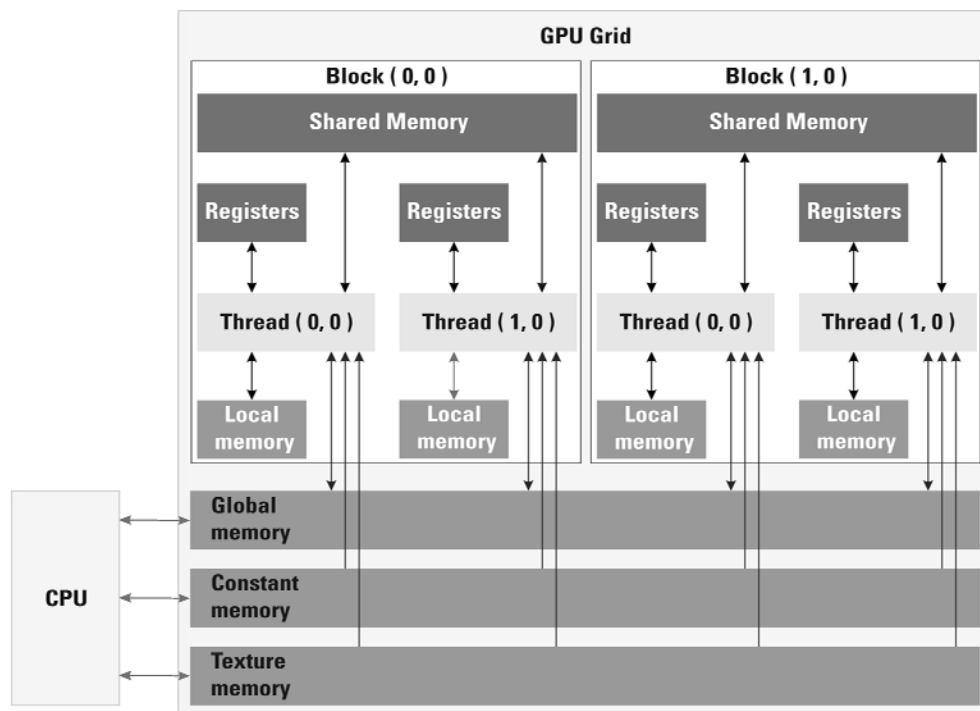 GPU Grid
Block ( 0, 0 )
Shared Memory
Registers
Registers
Thread ( 0, 0 )
Thread ( 1, 0 )
Local
memory
Local
memory
Block ( 1, 0 )
Shared Memory
Registers
Registers
Thread ( 0, 0 )
Thread ( 1, 0 )
Local
memory
Local
memory
CPU
Global
memory
Constant
memory
Texture
memory